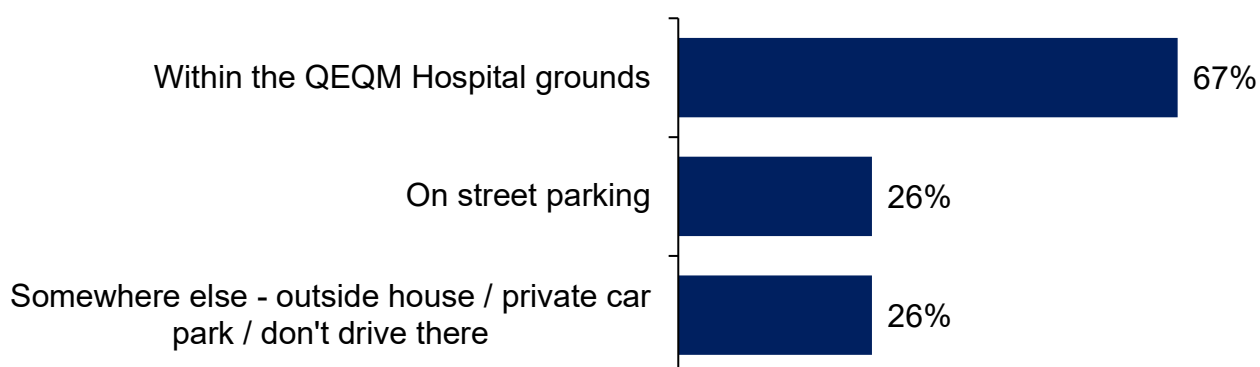 Within the QEQM Hospital grounds
67%
On street parking
26%
Somewhere else - outside house / private car
park / don't drive there
26%